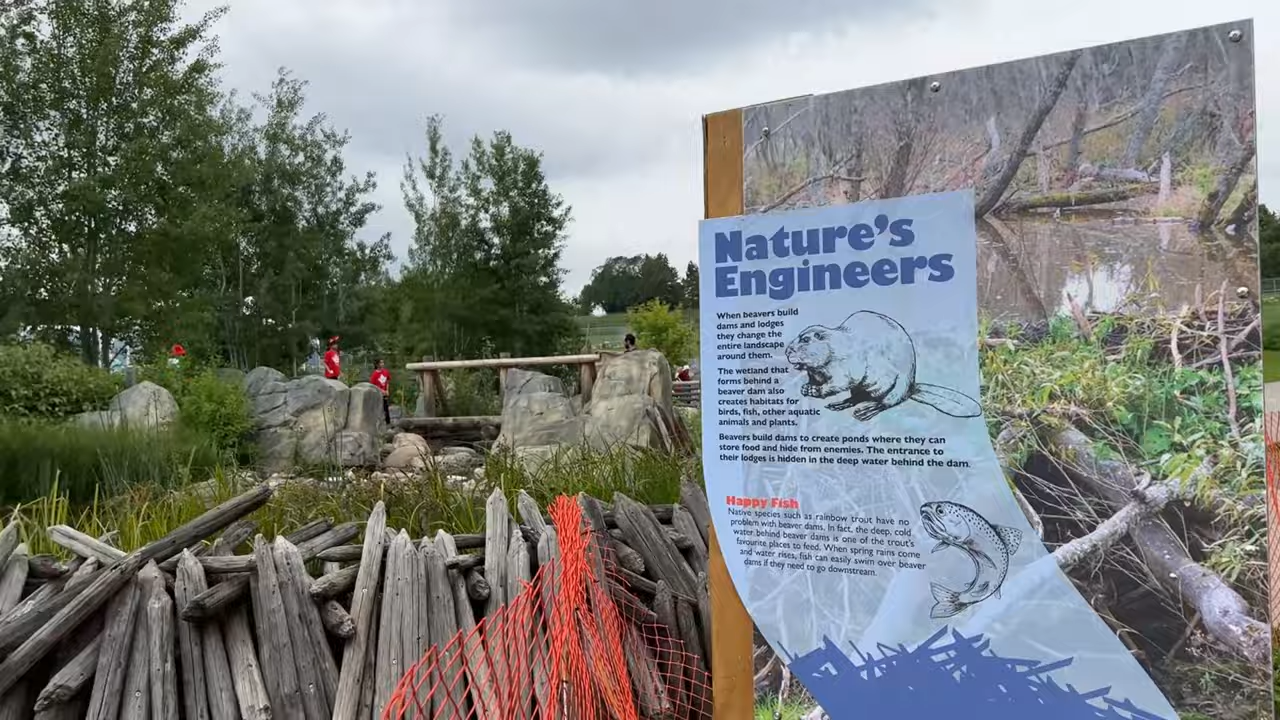 Nature's
Engineers
When beavers build
dams and lodges
they change the
entire landscape
around them.
The wetland that
forms behind a
beaver dam also
creates habitats for
birds, fish, other aquatic
animals and plants.
Beavers build dams to create ponds where they can
store food and hide from enemies. The entrance to
their lodges is hidden in the deep water behind the dam.
Happy Fish
Native species such as rainbow trout have no
problem with beaver dams. In fact, the deep, cold
water behind beaver dams is one of the trout's
favourite places to feed. When spring rains come
and water rises, fish can easily swim over beaver
dams if they need to go downstream.